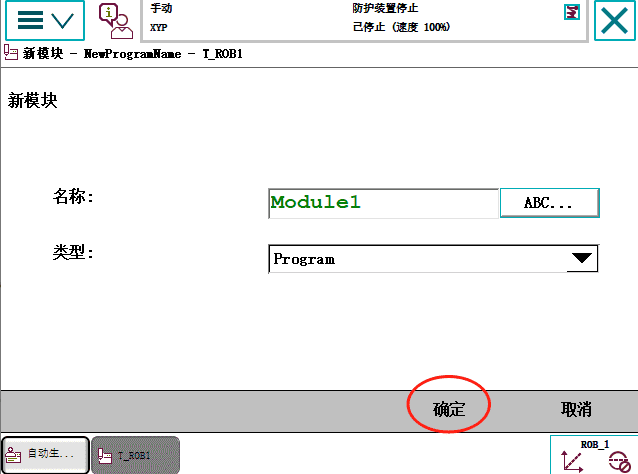 手动
XYP
防护装置停止
已停止 (速度 100%)
新模块 - NewProgramName - T_ROB1
新模块
名称:
Module1
ABC...
类型:
Program
确定
取消
自动生...
T_ROB1
ROB_1